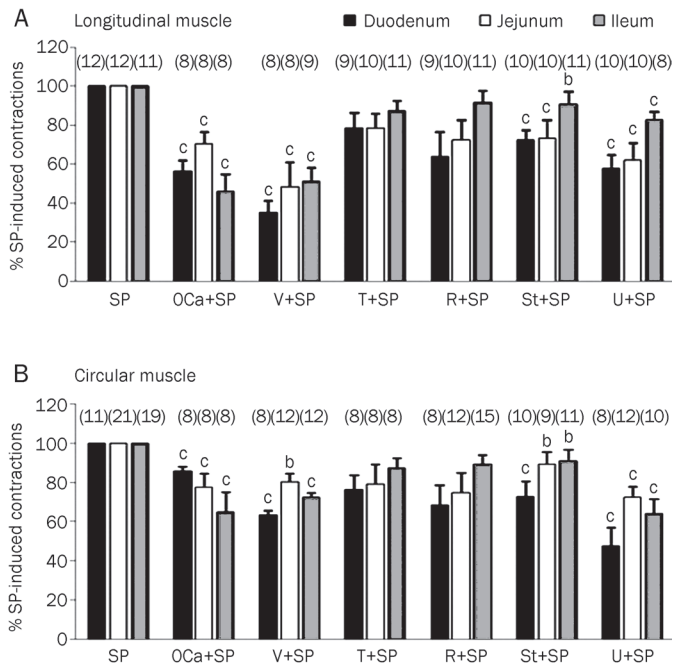 A Longitudinal muscle Duodenum Jejunum Ileum
% SP-induced contractions
120
100
80
60
40
20
0
(12)(12)(11) (8)(8)(8) (8)(8)(9) (9)(10)(11) (9)(10)(11) (10)(10)(11) (10)(10)(8)
c c c c c c c c b c c c
SP 0Ca+SP V+SP T+SP R+SP St+SP U+SP
B Circular muscle
% SP-induced contractions
120
100
80
60
40
20
0
(11)(21)(19) (8)(8)(8) (8)(12)(12) (8)(8)(8) (8)(12)(15) (10)(9)(11) (8)(12)(10)
c c c c b c c b b c c c
SP 0Ca+SP V+SP T+SP R+SP St+SP U+SP